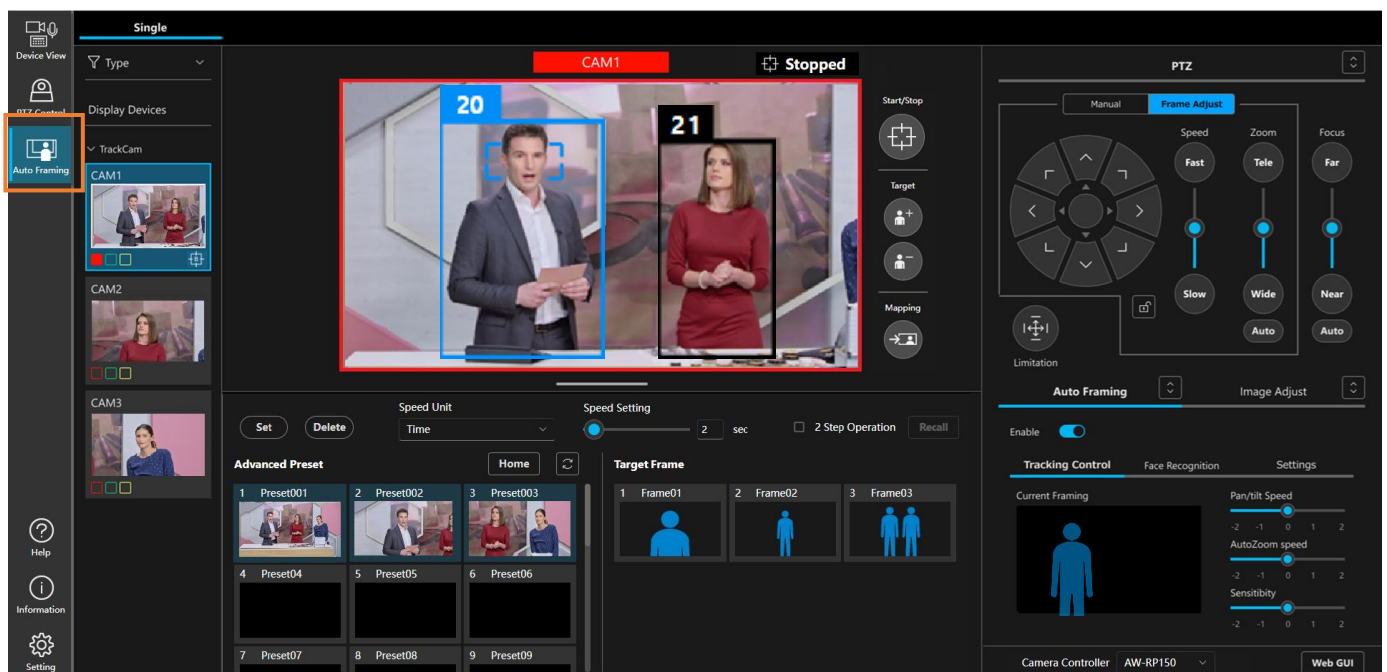 Single
Device View
PTZ Control
Auto Framing
Help
Information
Setting
Type
Display Devices
TrackCam
CAM1
CAM2
CAM3
CAM1
Stopped
20
21
Start/Stop
Target
Mapping
Set
Delete
Speed Unit
Time
Speed Setting
2 sec
2 Step Operation
Recall
Advanced Preset
Home
Target Frame
1 Preset001
2 Preset002
3 Preset003
4 Preset04
5 Preset05
6 Preset06
7 Preset07
8 Preset08
9 Preset09
1 Frame01
2 Frame02
3 Frame03
PTZ
Manual
Frame Adjust
Speed
Zoom
Focus
Fast
Tele
Far
Slow
Wide
Near
Auto
Auto
Limitation
Auto Framing
Image Adjust
Enable
Tracking Control
Face Recognition
Settings
Current Framing
Pan/tilt Speed
-2 -1 0 1 2
AutoZoom speed
-2 -1 0 1 2
Sensitibity
-2 -1 0 1 2
Camera Controller
AW-RP150
Web GUI